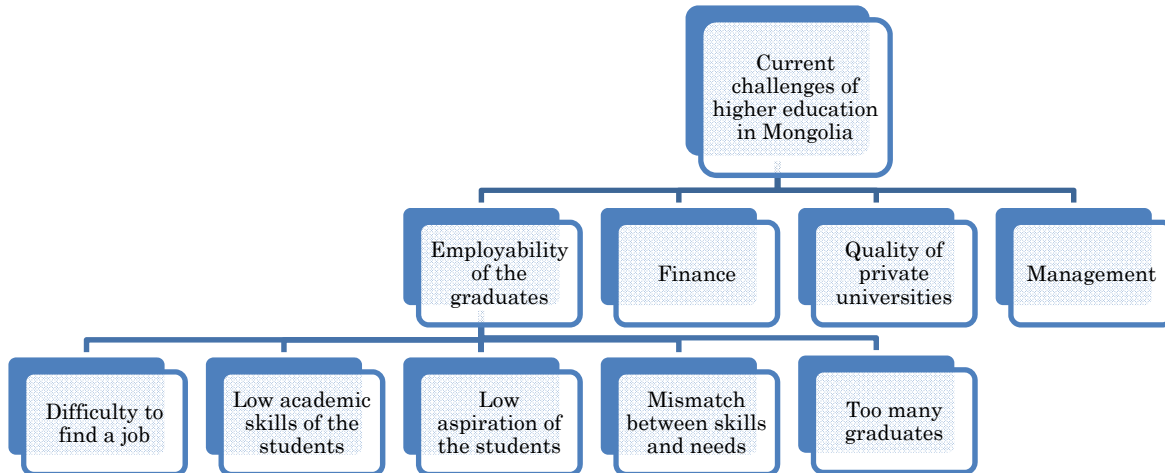 Current
challenges of
higher education
in Mongolia
Employability
of the
graduates
Finance
Quality of
private
universities
Management
Difficulty to
find a job
Low academic
skills of the
students
Low
aspiration of
the students
Mismatch
between skills
and needs
Too many
graduates